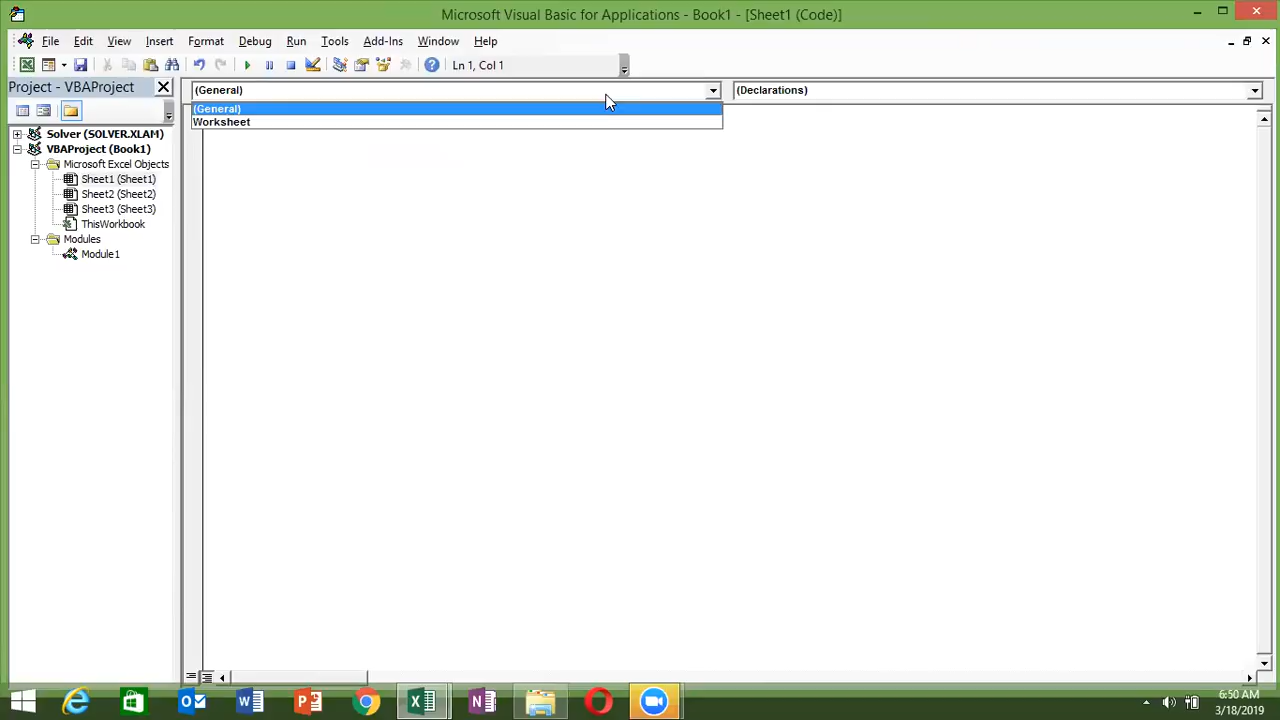 Microsoft Visual Basic for Applications - Book1 - [Sheet1 (Code)]
File Edit View Insert Format Debug Run Tools Add-Ins Window Help
Ln 1, Col 1
Project - VBAProject
(General) (Declarations)
(General)
Worksheet
Solver (SOLVER.XLAM)
VBAProject (Book1)
Microsoft Excel Objects
Sheet1 (Sheet1)
Sheet2 (Sheet2)
Sheet3 (Sheet3)
ThisWorkbook
Modules
Module1
6:50 AM
3/18/2019